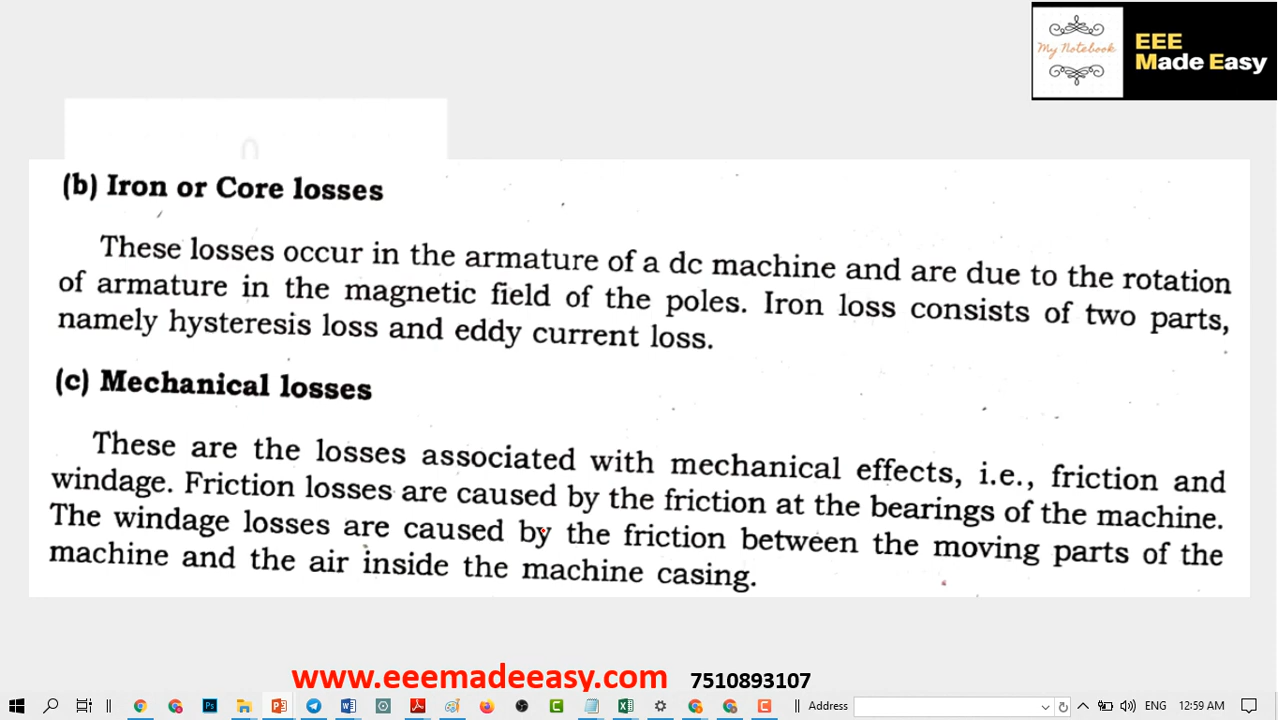 My Notebook
EEE
Made Easy
(b) Iron or Core losses
These losses occur in the armature of a dc machine and are due to the rotation
of armature in the magnetic field of the poles. Iron loss consists of two parts,
namely hysteresis loss and eddy current loss.
(c) Mechanical losses
These are the losses associated with mechanical effects, i.e., friction and
windage. Friction losses are caused by the friction at the bearings of the machine.
The windage losses are caused by the friction between the moving parts of the
machine and the air inside the machine casing.
www.eeemadeeasy.com 7510893107
Address
ENG 12:59 AM